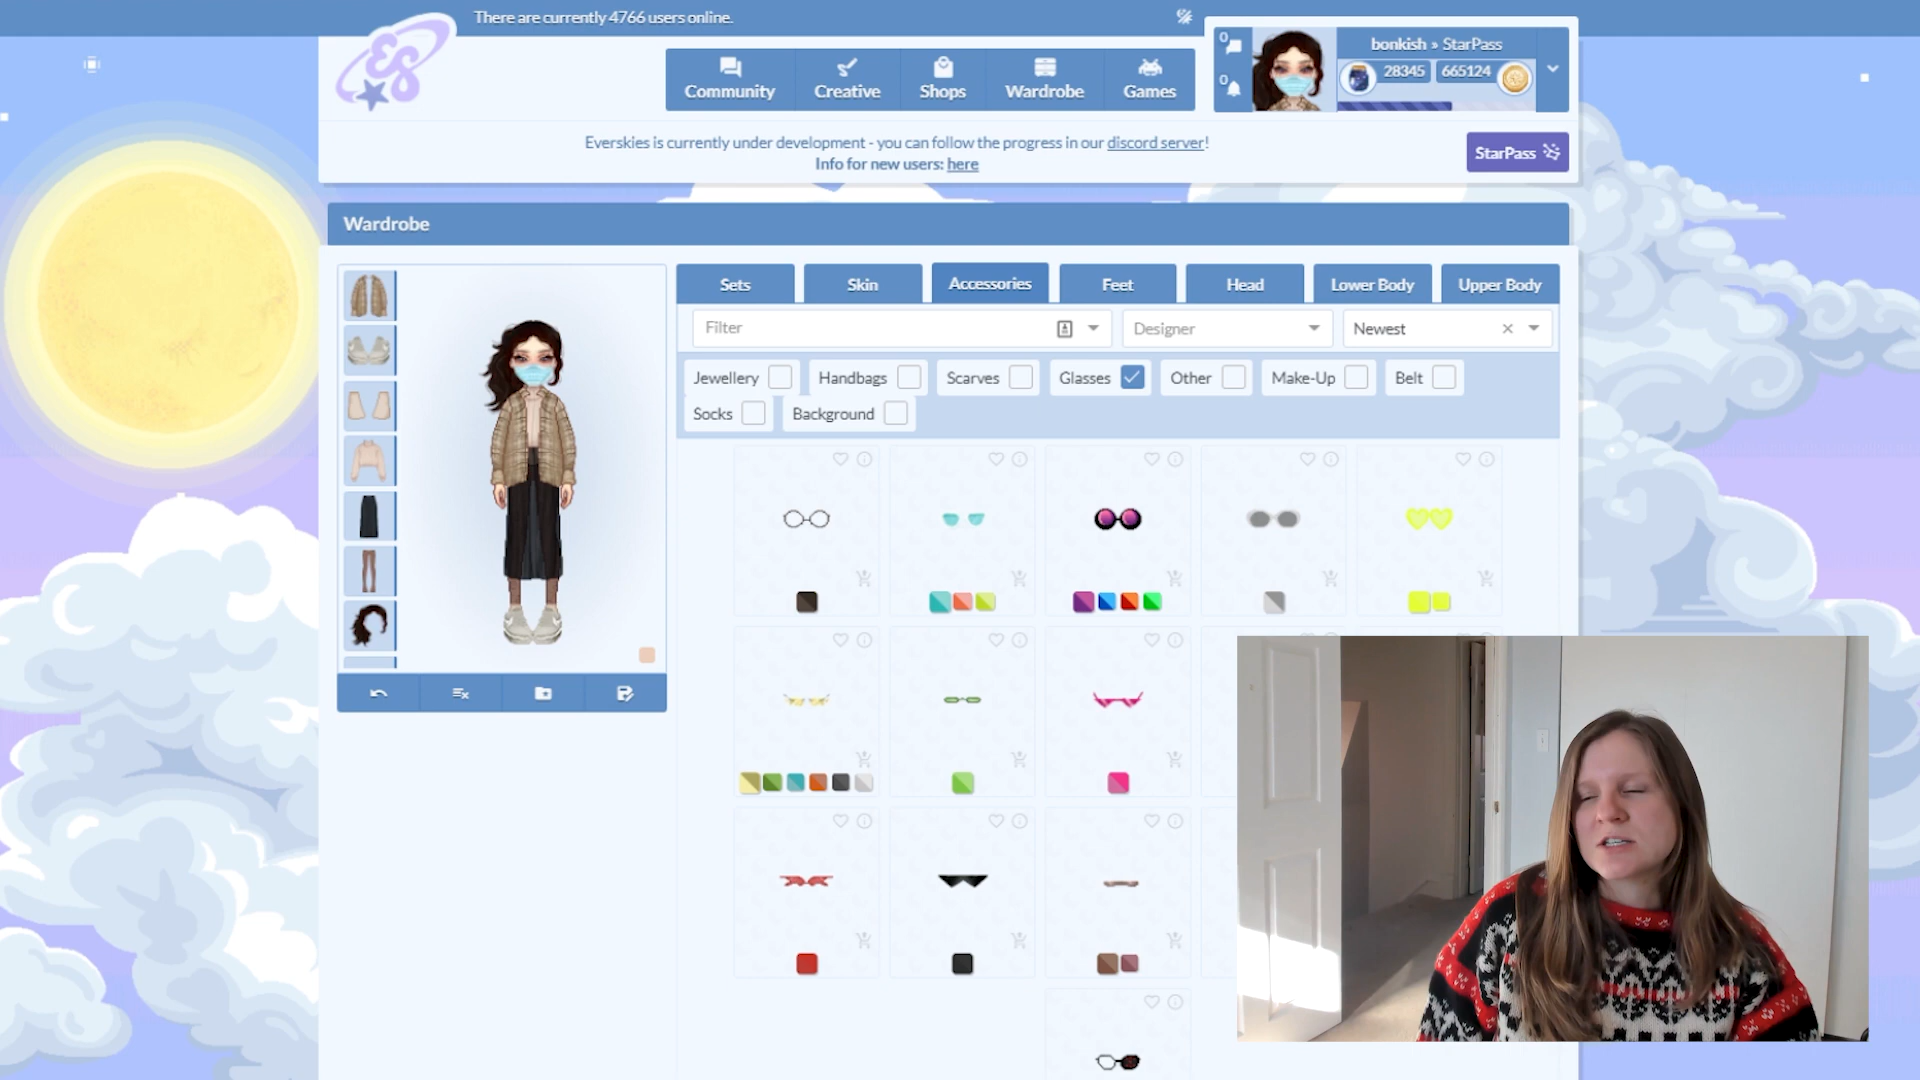 There are currently 4766 users online.
ES
Community
Creative
Shops
Wardrobe
Games
0
0
bonkish » StarPass
28345
665124
Everskies is currently under development - you can follow the progress in our discord server!
Info for new users: here
StarPass
Wardrobe
Sets
Skin
Accessories
Feet
Head
Lower Body
Upper Body
Filter
Designer
Newest
Jewellery
Handbags
Scarves
Glasses
Other
Make-Up
Belt
Socks
Background